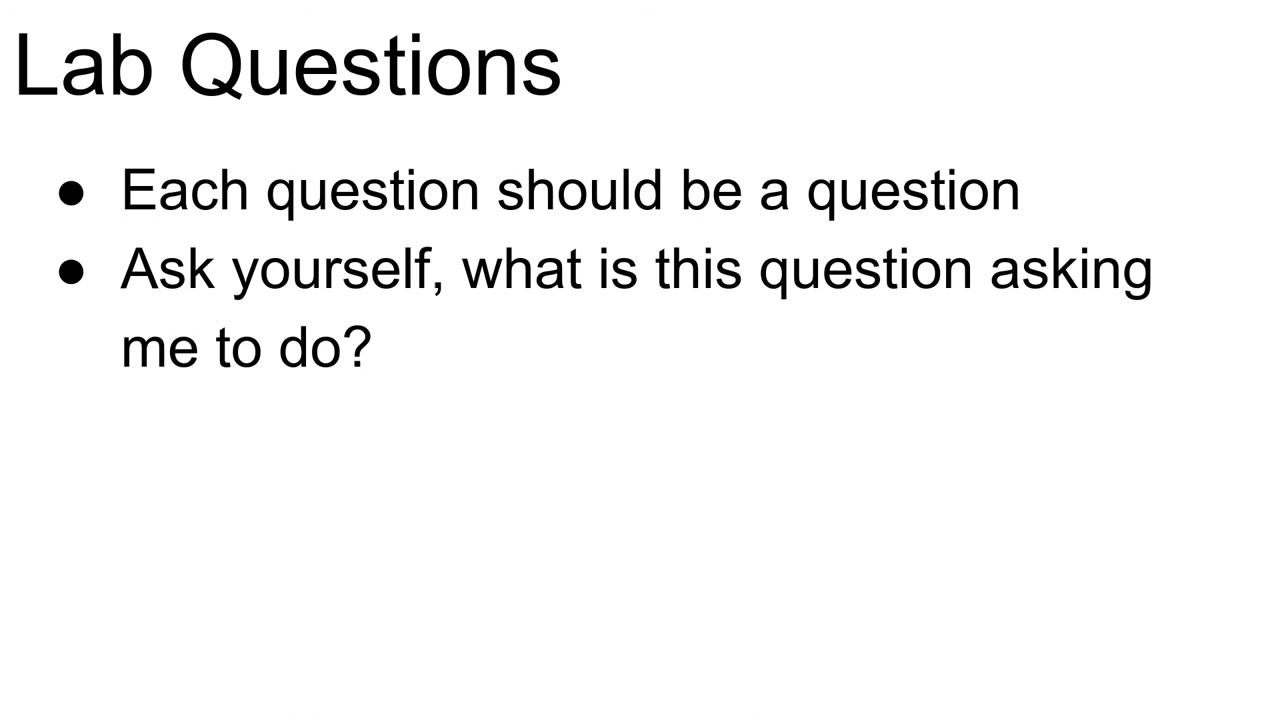 Lab Questions
● Each question should be a question
● Ask yourself, what is this question asking
me to do?